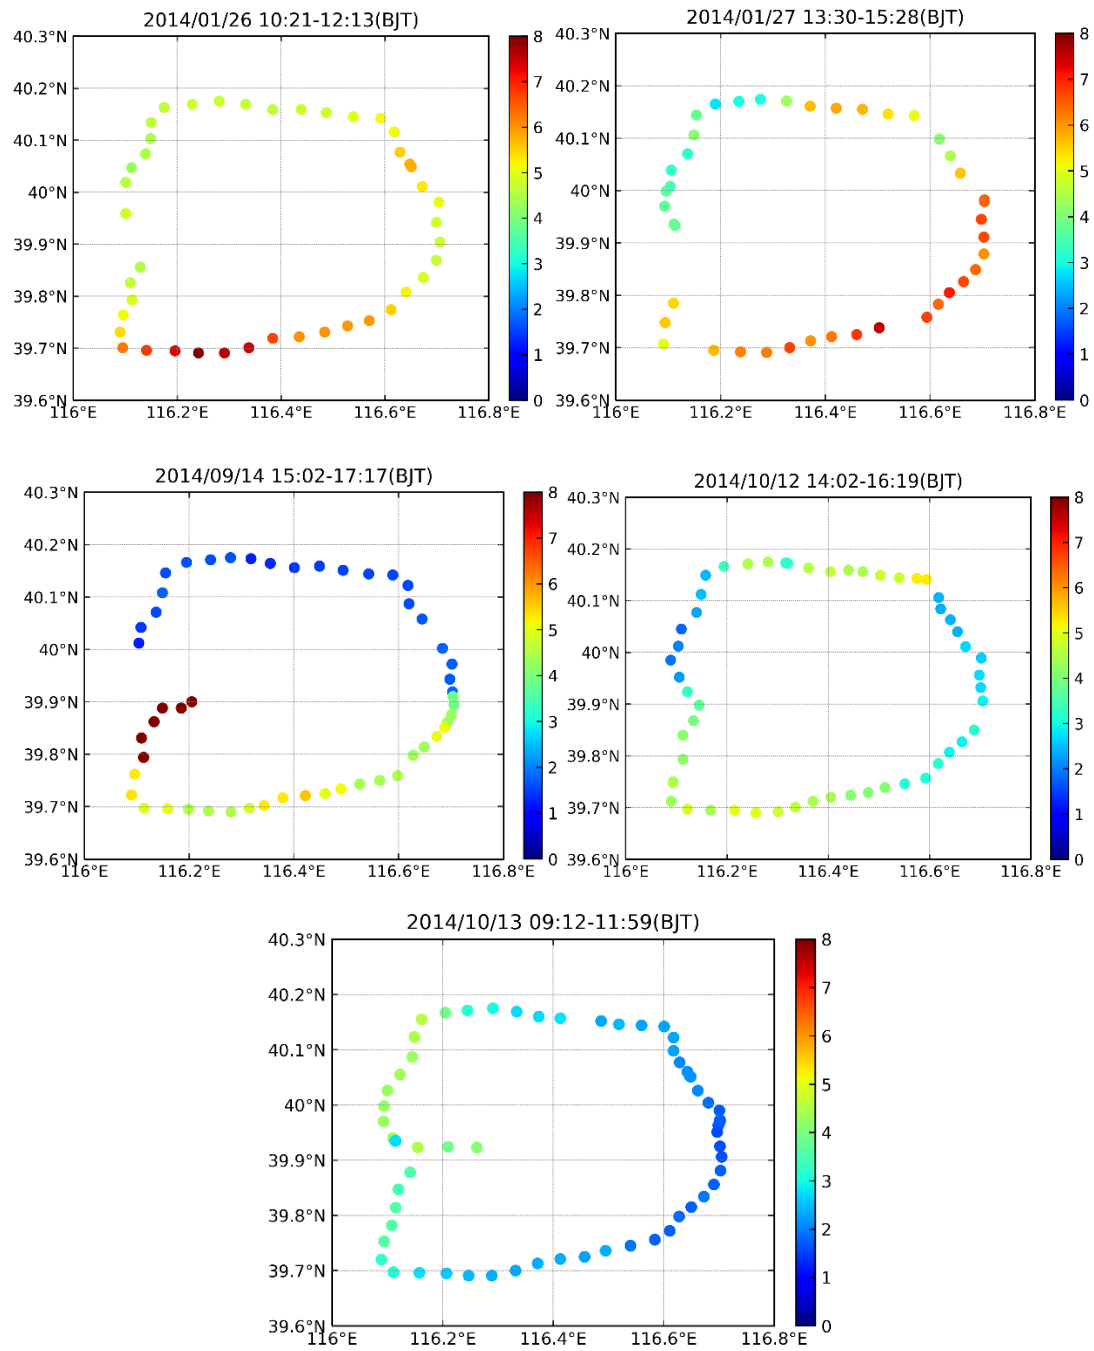 2014/01/26 10:21-12:13(BJT)
40.3°N
40.2°N
40.1°N
40°N
39.9°N
39.8°N
39.7°N
39.6°N
116°E
116.2°E
116.4°E
116.6°E
116.8°E
8
7
6
5
4
3
2
1
0
2014/01/27 13:30-15:28(BJT)
40.3°N
40.2°N
40.1°N
40°N
39.9°N
39.8°N
39.7°N
39.6°N
116°E
116.2°E
116.4°E
116.6°E
116.8°E
8
7
6
5
4
3
2
1
0
2014/09/14 15:02-17:17(BJT)
40.3°N
40.2°N
40.1°N
40°N
39.9°N
39.8°N
39.7°N
39.6°N
116°E
116.2°E
116.4°E
116.6°E
116.8°E
8
7
6
5
4
3
2
1
0
2014/10/12 14:02-16:19(BJT)
40.3°N
40.2°N
40.1°N
40°N
39.9°N
39.8°N
39.7°N
39.6°N
116°E
116.2°E
116.4°E
116.6°E
116.8°E
8
7
6
5
4
3
2
1
0
2014/10/13 09:12-11:59(BJT)
40.3°N
40.2°N
40.1°N
40°N
39.9°N
39.8°N
39.7°N
39.6°N
116°E
116.2°E
116.4°E
116.6°E
116.8°E
8
7
6
5
4
3
2
1
0